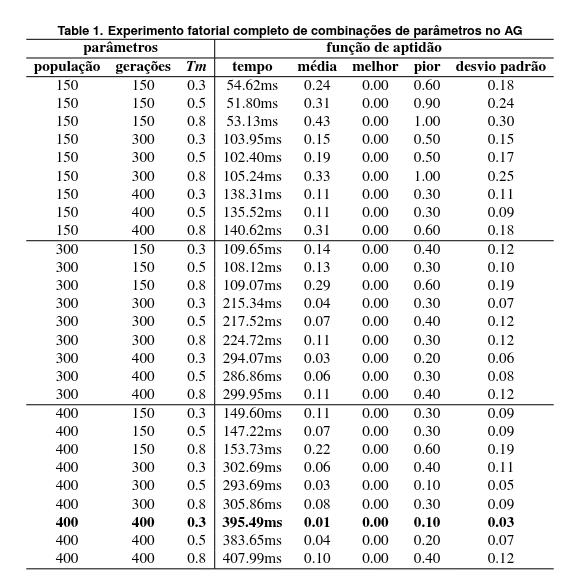 Table 1. Experimento fatorial completo de combinações de parâmetros no AG
parâmetros função de aptidão
população gerações Tm tempo média melhor pior desvio padrão
150 150 0.3 54.62ms 0.24 0.00 0.60 0.18
150 150 0.5 51.80ms 0.31 0.00 0.90 0.24
150 150 0.8 53.13ms 0.43 0.00 1.00 0.30
150 300 0.3 103.95ms 0.15 0.00 0.50 0.15
150 300 0.5 102.40ms 0.19 0.00 0.50 0.17
150 300 0.8 105.24ms 0.33 0.00 1.00 0.25
150 400 0.3 138.31ms 0.11 0.00 0.30 0.11
150 400 0.5 135.52ms 0.11 0.00 0.30 0.09
150 400 0.8 140.62ms 0.31 0.00 0.60 0.18
300 150 0.3 109.65ms 0.14 0.00 0.40 0.12
300 150 0.5 108.12ms 0.13 0.00 0.30 0.10
300 150 0.8 109.07ms 0.29 0.00 0.60 0.19
300 300 0.3 215.34ms 0.04 0.00 0.30 0.07
300 300 0.5 217.52ms 0.07 0.00 0.40 0.12
300 300 0.8 224.72ms 0.11 0.00 0.30 0.12
300 400 0.3 294.07ms 0.03 0.00 0.20 0.06
300 400 0.5 286.86ms 0.06 0.00 0.30 0.08
300 400 0.8 299.95ms 0.11 0.00 0.40 0.12
400 150 0.3 149.60ms 0.11 0.00 0.30 0.09
400 150 0.5 147.22ms 0.07 0.00 0.30 0.09
400 150 0.8 153.73ms 0.22 0.00 0.60 0.19
400 300 0.3 302.69ms 0.06 0.00 0.40 0.11
400 300 0.5 293.69ms 0.03 0.00 0.10 0.05
400 300 0.8 305.86ms 0.08 0.00 0.30 0.09
400 400 0.3 395.49ms 0.01 0.00 0.10 0.03
400 400 0.5 383.65ms 0.04 0.00 0.20 0.07
400 400 0.8 407.99ms 0.10 0.00 0.40 0.12